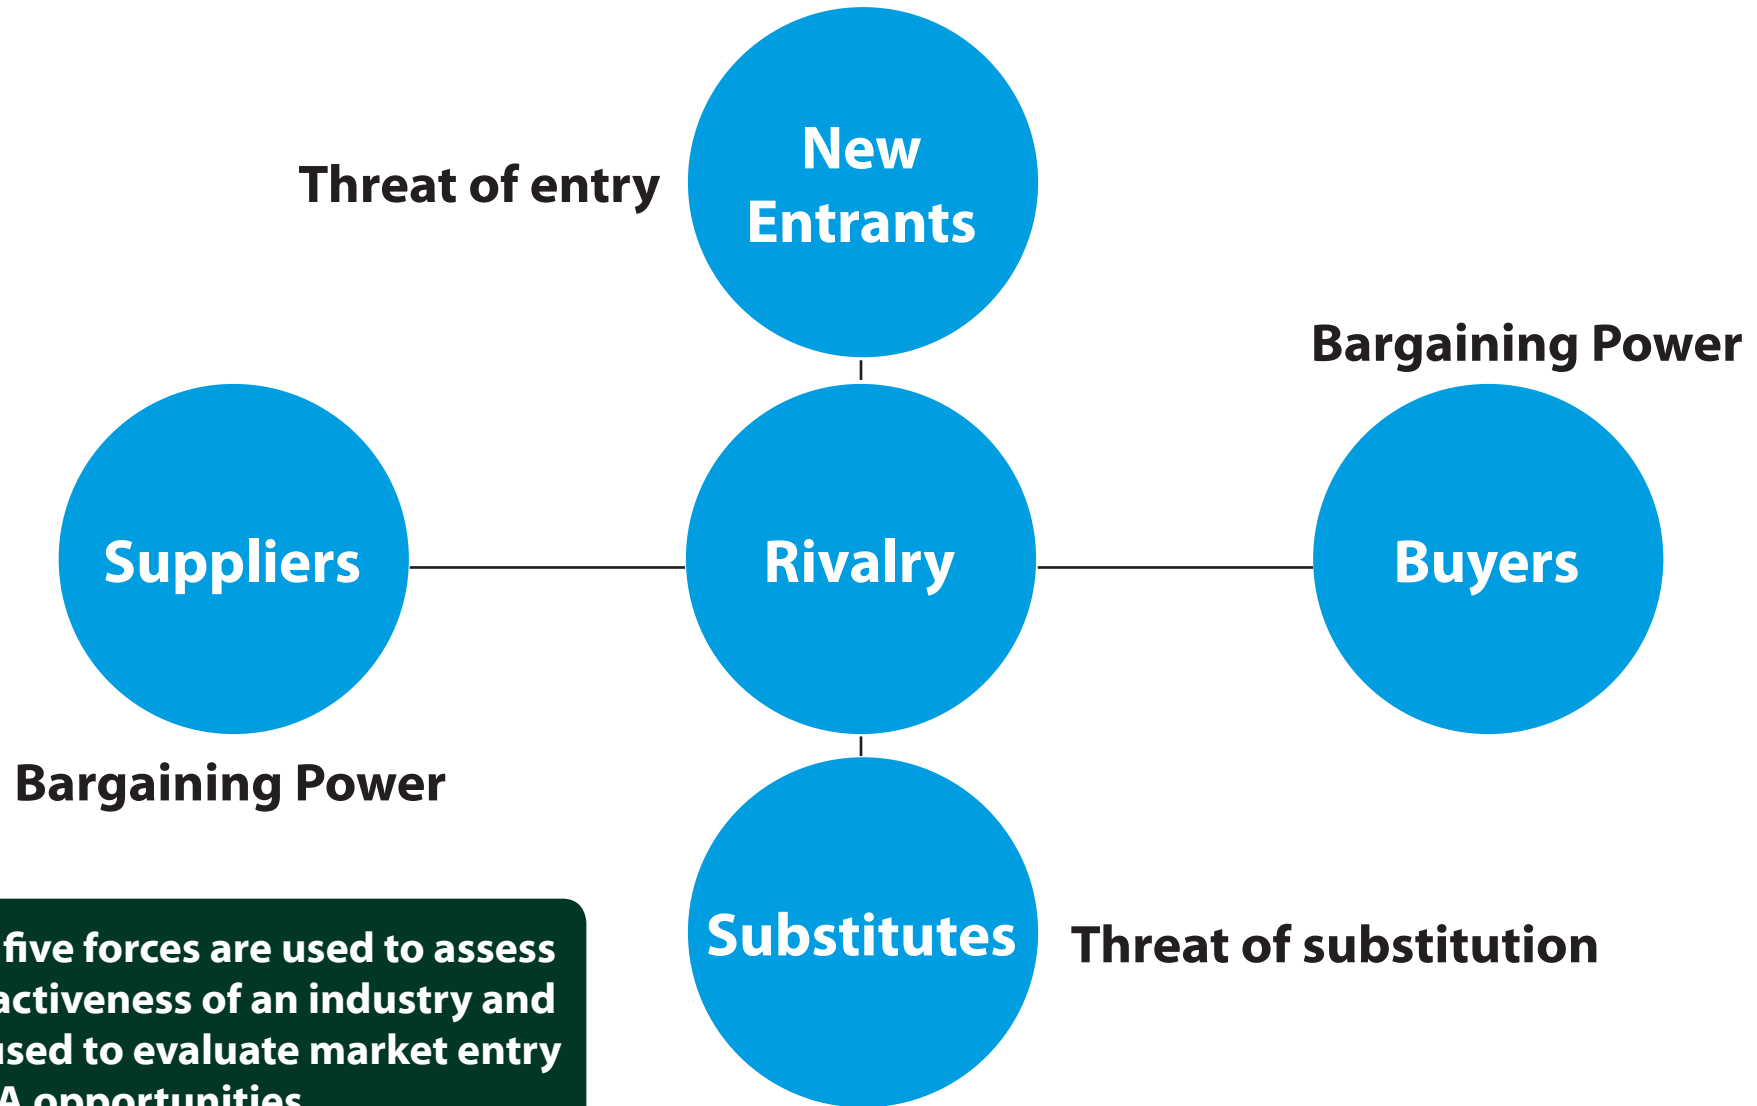 New
Entrants
Threat of entry
Bargaining Power
Suppliers
Rivalry
Buyers
Bargaining Power
Substitutes
Threat of substitution
five forces are used to assess
activeness of an industry and
used to evaluate market entry
A opportunities